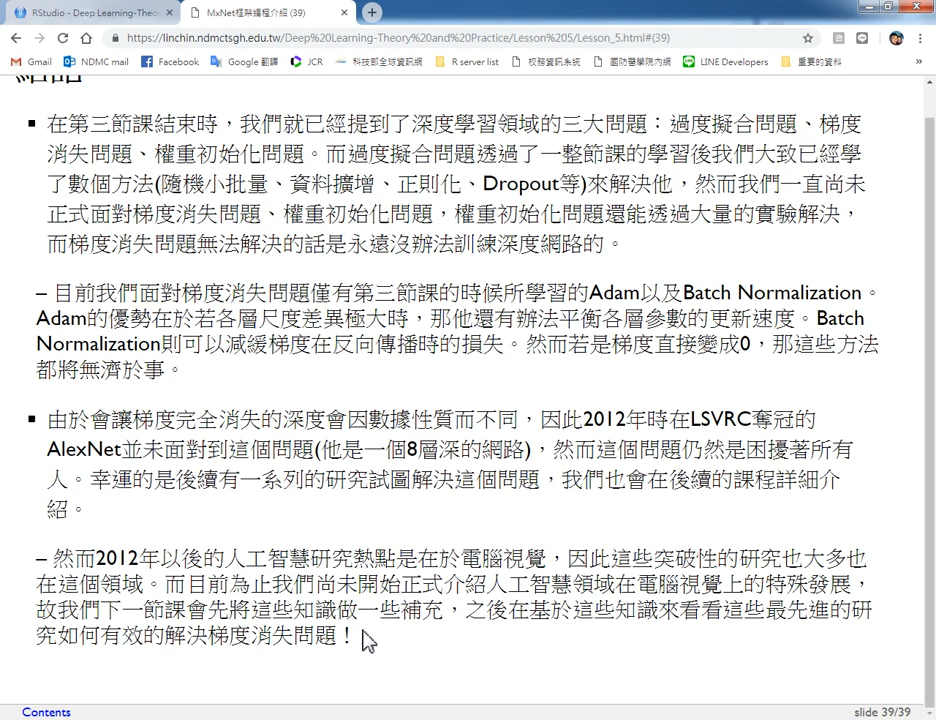 RStudio - Deep Learning-Theo
MxNet框架編程介紹 (39)
https://linchin.ndmctsgh.edu.tw/Deep%20Learning-Theory%20and%20Practice/Lesson%205/Lesson_5.html#(39)
Gmail NDMC mail Facebook Google 翻譯 JCR 科技部全球資訊網 R server list 校務資訊系統 國防醫學院內網 LINE Developers 重要的資料 »
結語
▪ 在第三節課結束時，我們就已經提到了深度學習領域的三大問題：過度擬合問題、梯度
消失問題、權重初始化問題。而過度擬合問題透過了一整節課的學習後我們大致已經學
了數個方法(隨機小批量、資料擴增、正則化、Dropout等)來解決他，然而我們一直尚未
正式面對梯度消失問題、權重初始化問題，權重初始化問題還能透過大量的實驗解決，
而梯度消失問題無法解決的話是永遠沒辦法訓練深度網路的。
– 目前我們面對梯度消失問題僅有第三節課的時候所學習的Adam以及Batch Normalization。
Adam的優勢在於若各層尺度差異極大時，那他還有辦法平衡各層參數的更新速度。Batch
Normalization則可以減緩梯度在反向傳播時的損失。然而若是梯度直接變成0，那這些方法
都將無濟於事。
▪ 由於會讓梯度完全消失的深度會因數據性質而不同，因此2012年時在LSVRC奪冠的
AlexNet並未面對到這個問題(他是一個8層深的網路)，然而這個問題仍然是困擾著所有
人。幸運的是後續有一系列的研究試圖解決這個問題，我們也會在後續的課程詳細介
紹。
– 然而2012年以後的人工智慧研究熱點是在於電腦視覺，因此這些突破性的研究也大多也
在這個領域。而目前為止我們尚未開始正式介紹人工智慧領域在電腦視覺上的特殊發展，
故我們下一節課會先將這些知識做一些補充，之後在基於這些知識來看看這些最先進的研
究如何有效的解決梯度消失問題！
Contents
slide 39/39